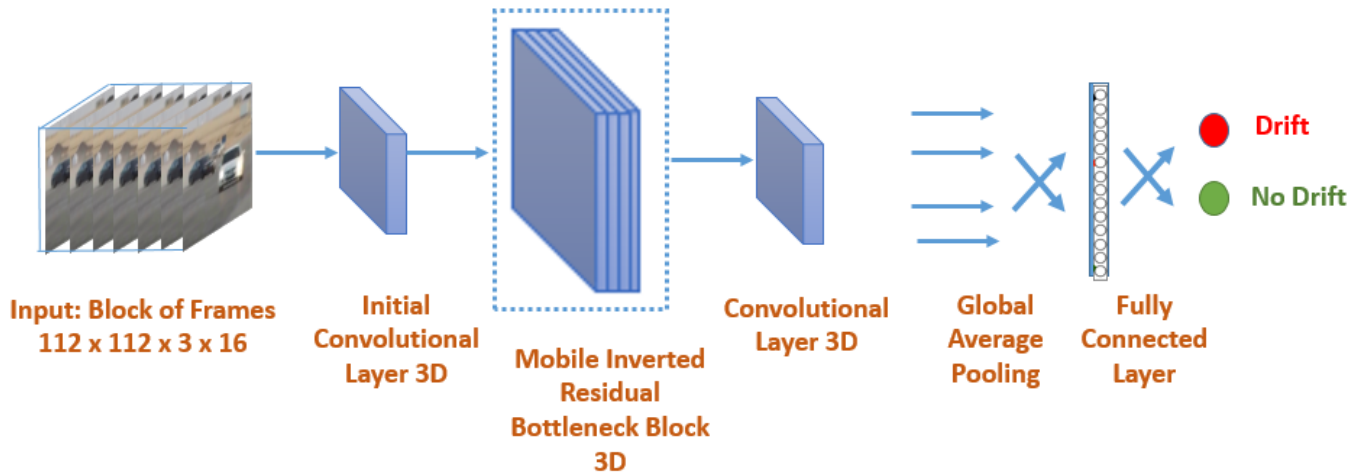 Drift
No Drift
Input: Block of Frames
112 x 112 x 3 x 16
Initial
Convolutional
Layer 3D
Mobile Inverted
Residual
Bottleneck Block
3D
Convolutional
Layer 3D
Global
Average
Pooling
Fully
Connected
Layer